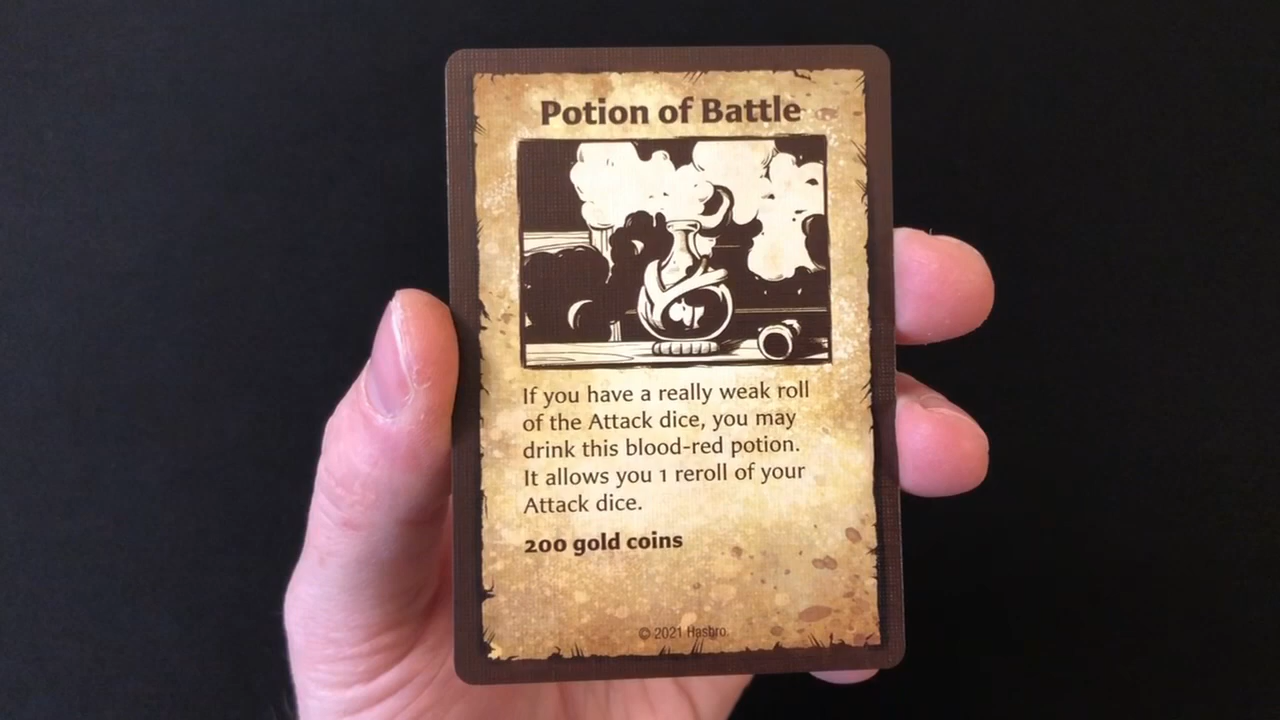 Potion of Battle
If you have a really weak roll
of the Attack dice, you may
drink this blood-red potion.
It allows you 1 reroll of your
Attack dice.
200 gold coins
© 2021 Hasbro.